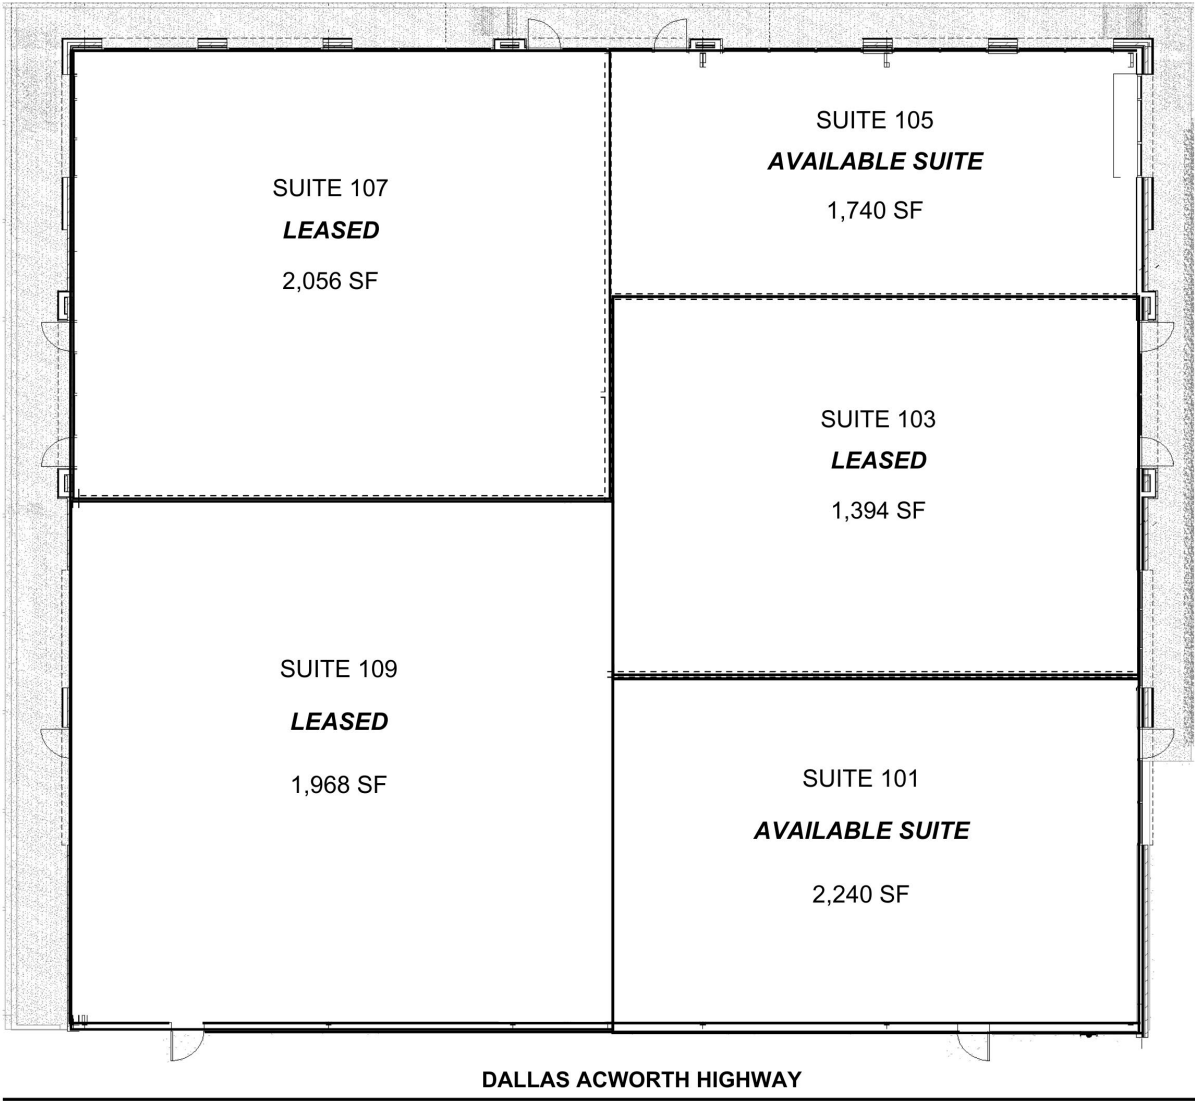 SUITE 107
LEASED
2,056 SF
SUITE 105
AVAILABLE SUITE
1,740 SF
SUITE 103
LEASED
1,394 SF
SUITE 109
LEASED
1,968 SF
SUITE 101
AVAILABLE SUITE
2,240 SF
DALLAS ACWORTH HIGHWAY